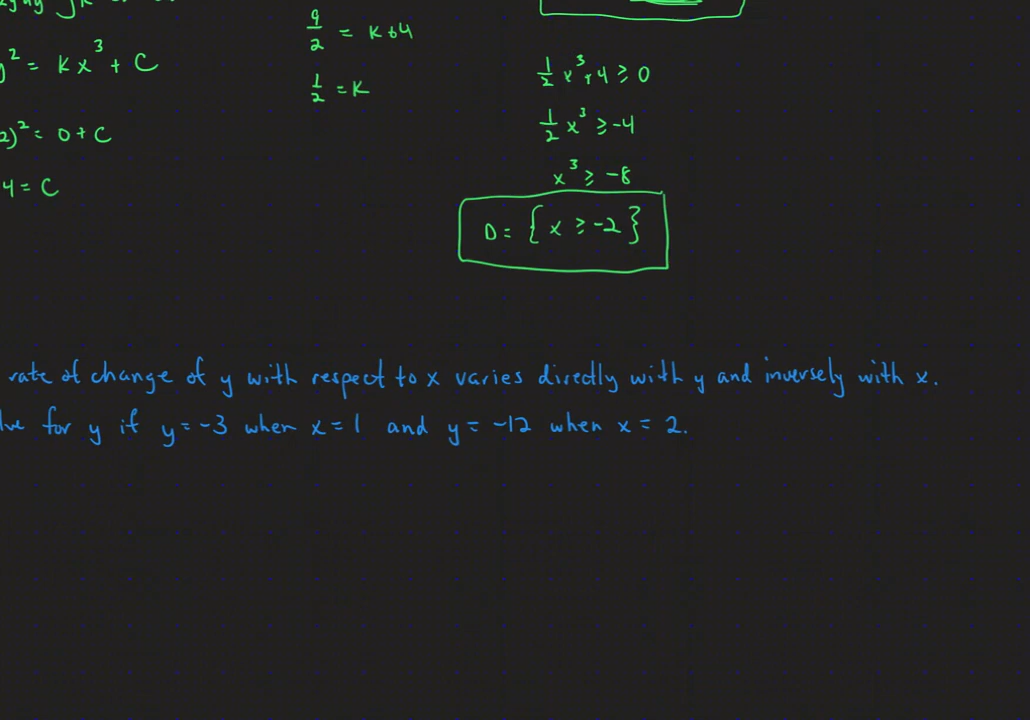 y² = Kx³ + C
2)² = 0 + C
4 = C
9/2 = K + 4
1/2 = K
1/2 x³ + 4 ≥ 0
1/2 x³ ≥ -4
x³ ≥ -8
D = { x ≥ -2 }
rate of change of y with respect to x varies directly with y and inversely with x.
for y if y = -3 when x = 1 and y = -12 when x = 2.